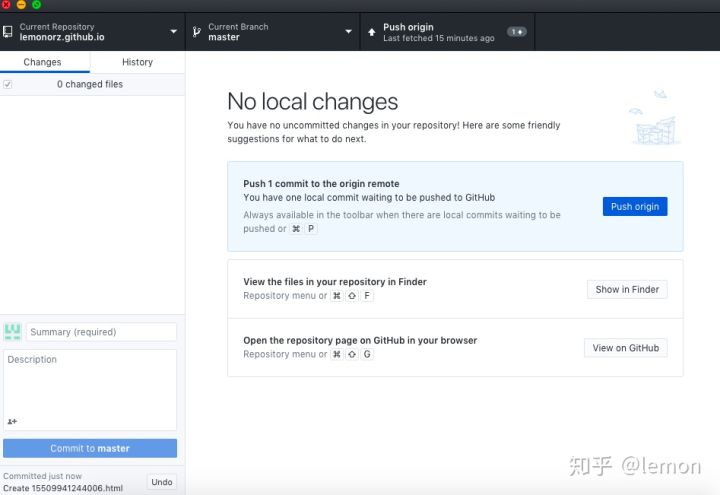 Current Repository
lemonorz.github.io
Current Branch
master
Push origin
Last fetched 15 minutes ago
1
Changes
History
0 changed files
No local changes
You have no uncommitted changes in your repository! Here are some friendly
suggestions for what to do next.
Push 1 commit to the origin remote
You have one local commit waiting to be pushed to GitHub
Always available in the toolbar when there are local commits waiting to be
pushed or ⌘ P
Push origin
View the files in your repository in Finder
Repository menu or ⌘ ⇧ F
Show in Finder
Open the repository page on GitHub in your browser
Repository menu or ⌘ ⇧ G
View on GitHub
Summary (required)
Description
Commit to master
Committed just now
Create 15509941244006.html
Undo
知乎 @lemon